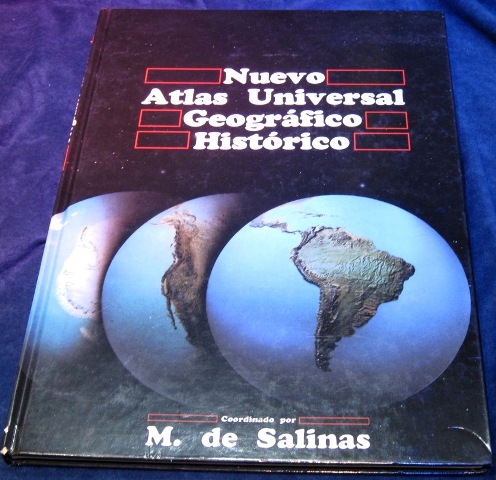 Nuevo
Atlas Universal
Geográfico
Histórico
Coordinado por
M. de Salinas